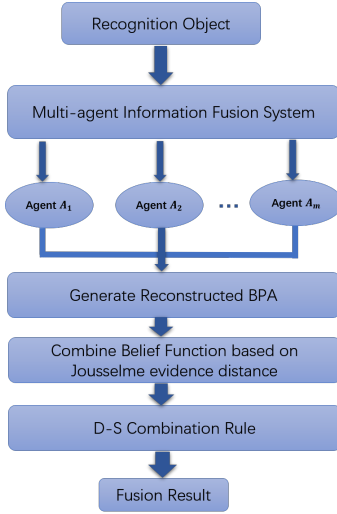 Recognition Object
Multi-agent Information Fusion System
Agent A₁
Agent A₂
...
Agent Aₘ
Generate Reconstructed BPA
Combine Belief Function based on
Jousselme evidence distance
D-S Combination Rule
Fusion Result